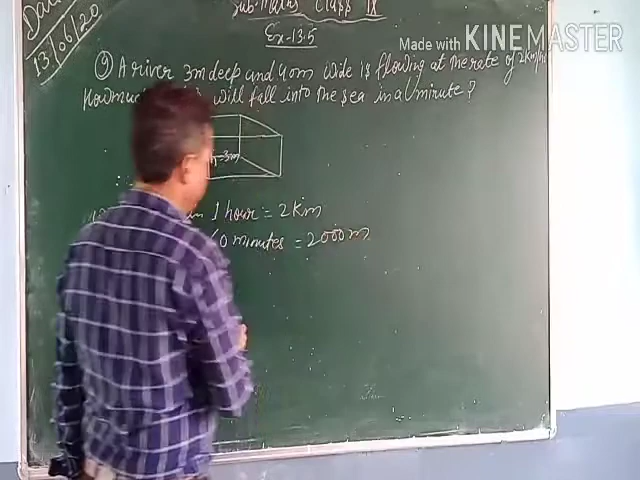 Sub-Maths Class IX
Date
13/06/20
Ex-13.5
Made with KINEMASTER
9 A river 3m deep and 40m wide is flowing at the rate of 2Km/h
How much will fall into the sea in a minute?
h=3m
in 1 hour = 2Km
60 minutes = 2000m